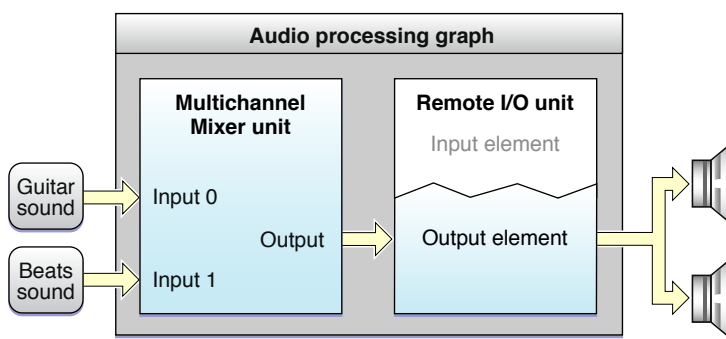 Audio processing graph
Multichannel
Mixer unit
Remote I/O unit
Input element
Guitar
sound
Input 0
Output
Output element
Beats
sound
Input 1